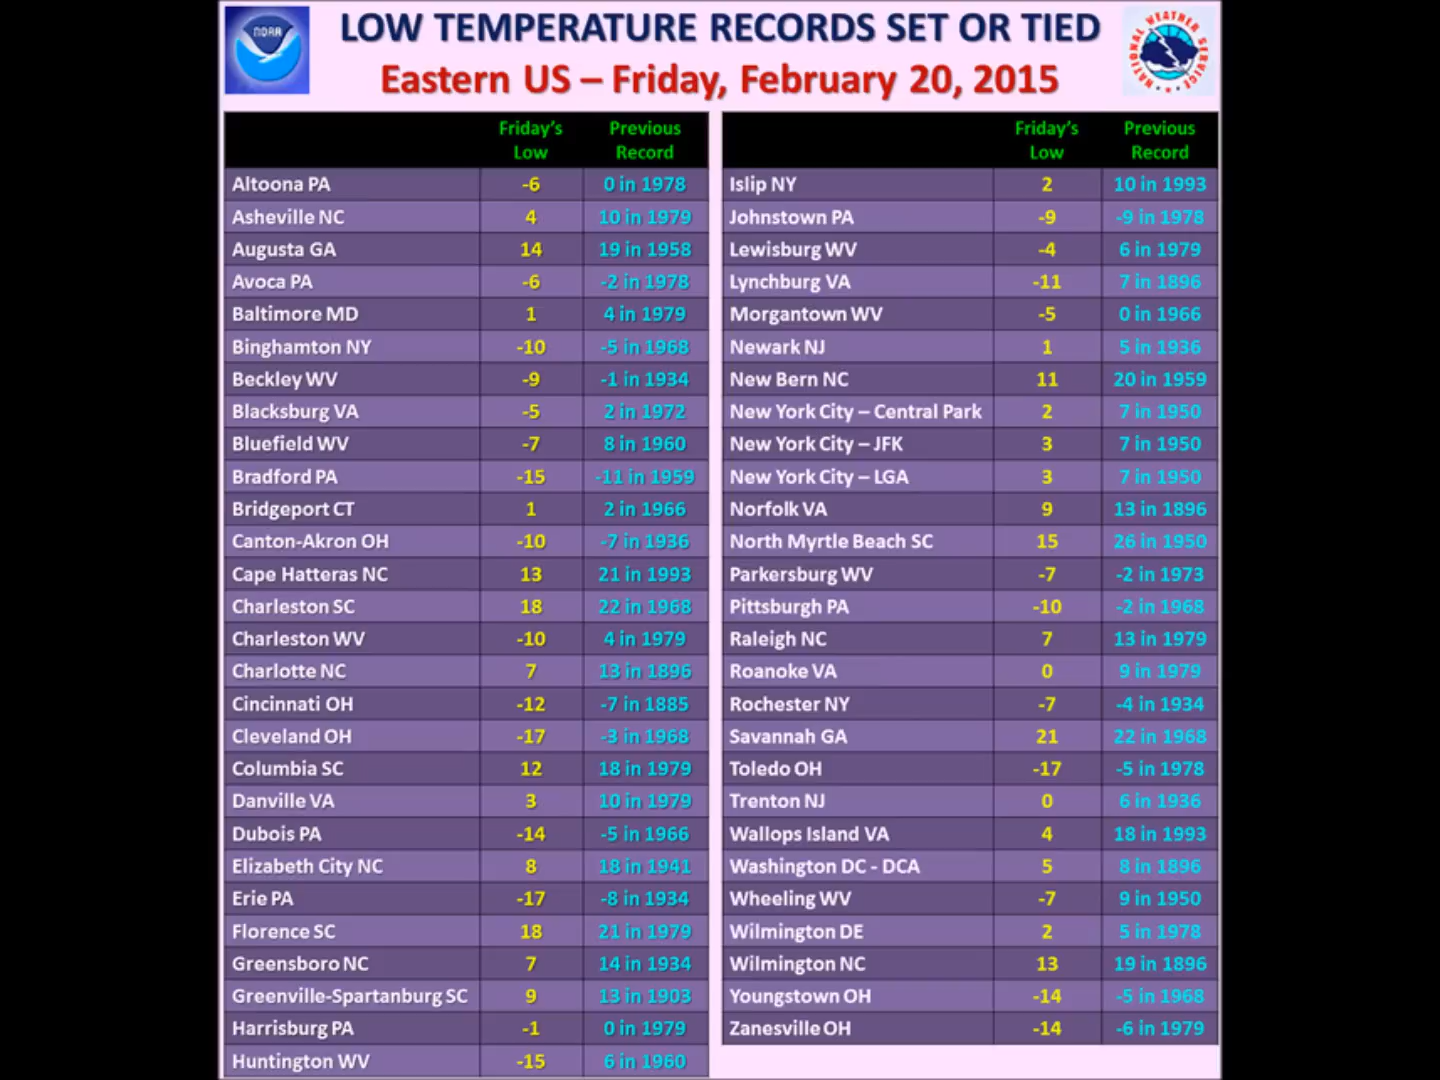 NOAA
LOW TEMPERATURE RECORDS SET OR TIED
Eastern US – Friday, February 20, 2015
NATIONAL WEATHER SERVICE
Friday's Low Previous Record
Altoona PA -6 0 in 1978
Asheville NC 4 10 in 1979
Augusta GA 14 19 in 1958
Avoca PA -6 -2 in 1978
Baltimore MD 1 4 in 1979
Binghamton NY -10 -5 in 1968
Beckley WV -9 -1 in 1934
Blacksburg VA -5 2 in 1972
Bluefield WV -7 8 in 1960
Bradford PA -15 -11 in 1959
Bridgeport CT 1 2 in 1966
Canton-Akron OH -10 -7 in 1936
Cape Hatteras NC 13 21 in 1993
Charleston SC 18 22 in 1968
Charleston WV -10 4 in 1979
Charlotte NC 7 13 in 1896
Cincinnati OH -12 -7 in 1885
Cleveland OH -17 -3 in 1968
Columbia SC 12 18 in 1979
Danville VA 3 10 in 1979
Dubois PA -14 -5 in 1966
Elizabeth City NC 8 18 in 1941
Erie PA -17 -8 in 1934
Florence SC 18 21 in 1979
Greensboro NC 7 14 in 1934
Greenville-Spartanburg SC 9 13 in 1903
Harrisburg PA -1 0 in 1979
Huntington WV -15 6 in 1960
Friday's Low Previous Record
Islip NY 2 10 in 1993
Johnstown PA -9 -9 in 1978
Lewisburg WV -4 6 in 1979
Lynchburg VA -11 7 in 1896
Morgantown WV -5 0 in 1966
Newark NJ 1 5 in 1936
New Bern NC 11 20 in 1959
New York City – Central Park 2 7 in 1950
New York City – JFK 3 7 in 1950
New York City – LGA 3 7 in 1950
Norfolk VA 9 13 in 1896
North Myrtle Beach SC 15 26 in 1950
Parkersburg WV -7 -2 in 1973
Pittsburgh PA -10 -2 in 1968
Raleigh NC 7 13 in 1979
Roanoke VA 0 9 in 1979
Rochester NY -7 -4 in 1934
Savannah GA 21 22 in 1968
Toledo OH -17 -5 in 1978
Trenton NJ 0 6 in 1936
Wallops Island VA 4 18 in 1993
Washington DC - DCA 5 8 in 1896
Wheeling WV -7 9 in 1950
Wilmington DE 2 5 in 1978
Wilmington NC 13 19 in 1896
Youngstown OH -14 -5 in 1968
Zanesville OH -14 -6 in 1979